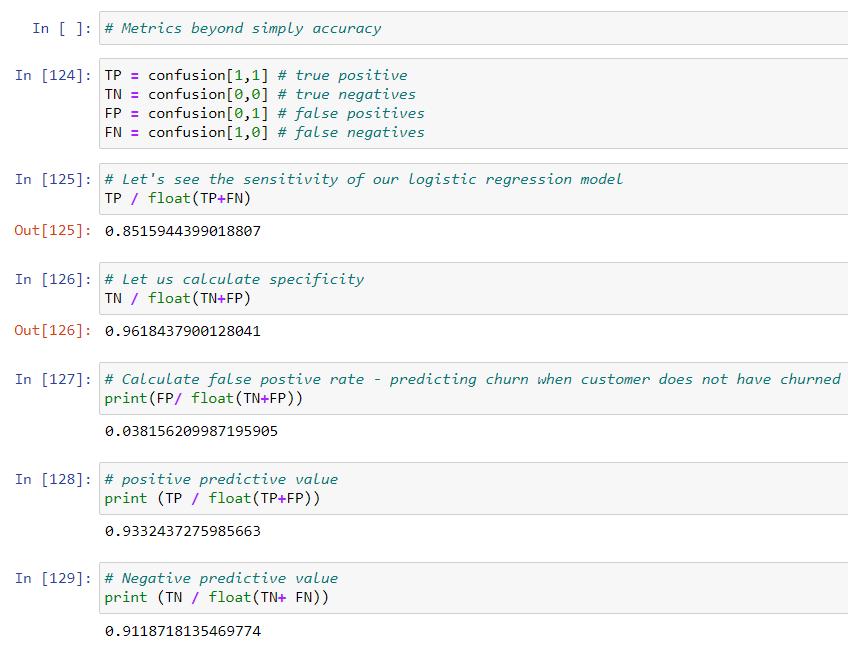 In [ ]: # Metrics beyond simply accuracy
In [124]: TP = confusion[1,1] # true positive
TN = confusion[0,0] # true negatives
FP = confusion[0,1] # false positives
FN = confusion[1,0] # false negatives
In [125]: # Let's see the sensitivity of our logistic regression model
TP / float(TP+FN)
Out[125]: 0.8515944399018807
In [126]: # Let us calculate specificity
TN / float(TN+FP)
Out[126]: 0.9618437900128041
In [127]: # Calculate false postive rate - predicting churn when customer does not have churned
print(FP/ float(TN+FP))
0.038156209987195905
In [128]: # positive predictive value
print (TP / float(TP+FP))
0.9332437275985663
In [129]: # Negative predictive value
print (TN / float(TN+ FN))
0.9118718135469774